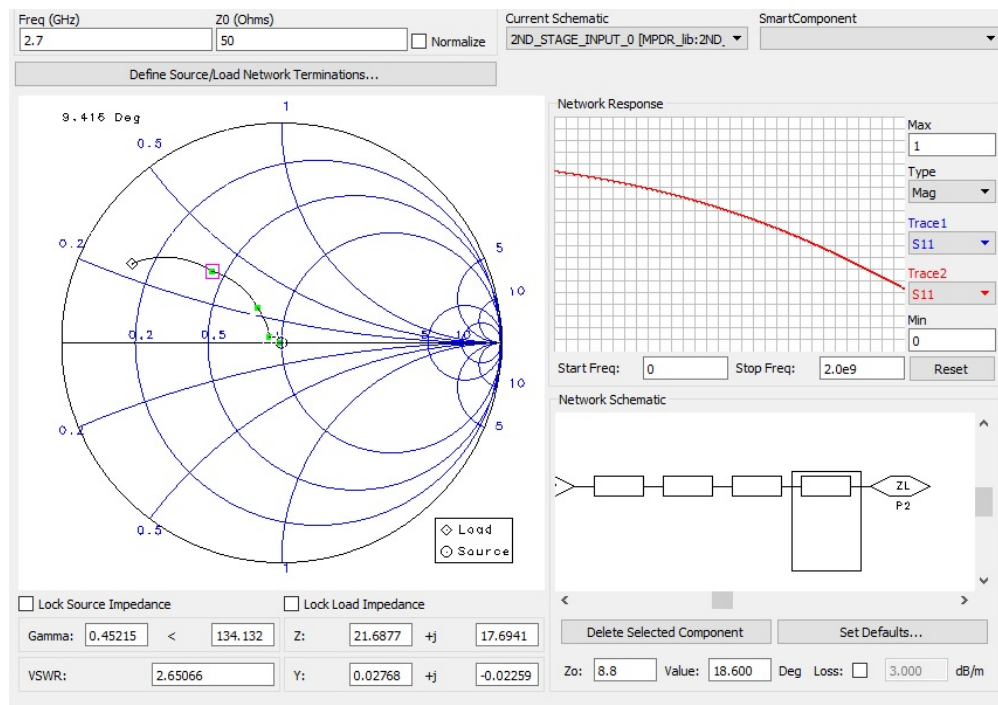 Freq (GHz) Z0 (Ohms) Current Schematic SmartComponent
2.7 50 Normalize 2ND_STAGE_INPUT_0 [MPDR_lib:2ND_
Define Source/Load Network Terminations...
Network Response
9.416 Deg
1
0.5
0.2
5
10
0.2 0.5 1 5 10
10
5
0.2
0.5
1
Load
Source
Max
1
Type
Mag
Trace1
S11
Trace2
S11
Min
0
Start Freq: 0 Stop Freq: 2.0e9 Reset
Network Schematic
ZL
P2
Lock Source Impedance Lock Load Impedance
Gamma: 0.45215 < 134.132 Z: 21.6877 +j 17.6941
VSWR: 2.65066 Y: 0.02768 +j -0.02259
Delete Selected Component Set Defaults...
Zo: 8.8 Value: 18.600 Deg Loss: 3.000 dB/m